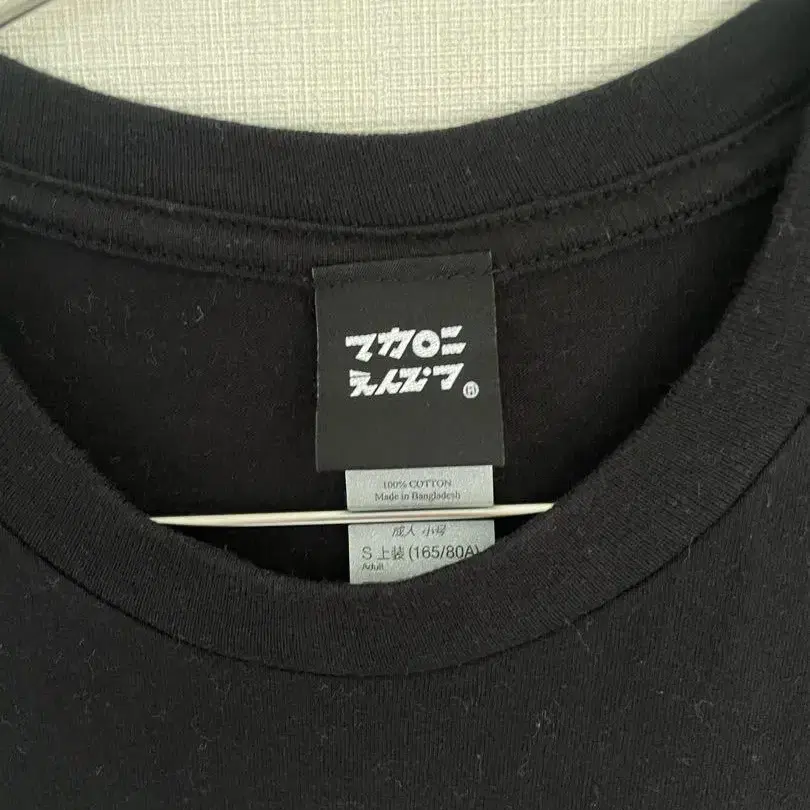 マカロニ
えんぴつ
100% COTTON
Made in Bangladesh
成人 小号
S 上装 (165/80A)
Adult